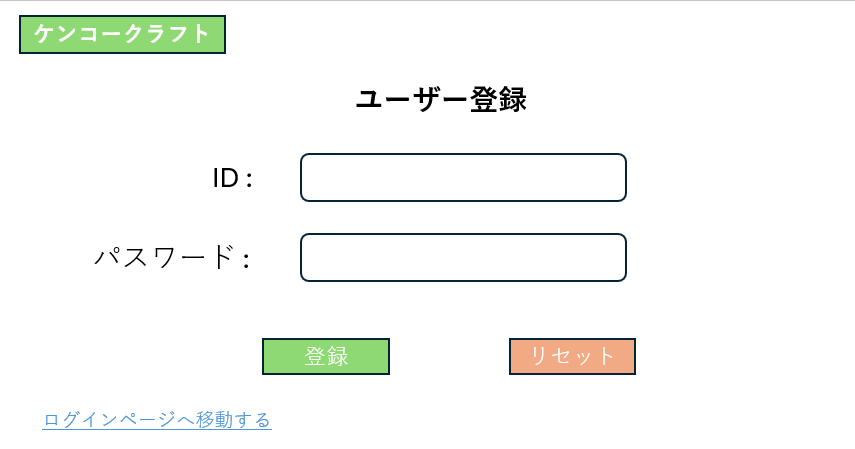 ケンコークラフト
ユーザー登録
ID :
パスワード :
登録 リセット
ログインページへ移動する